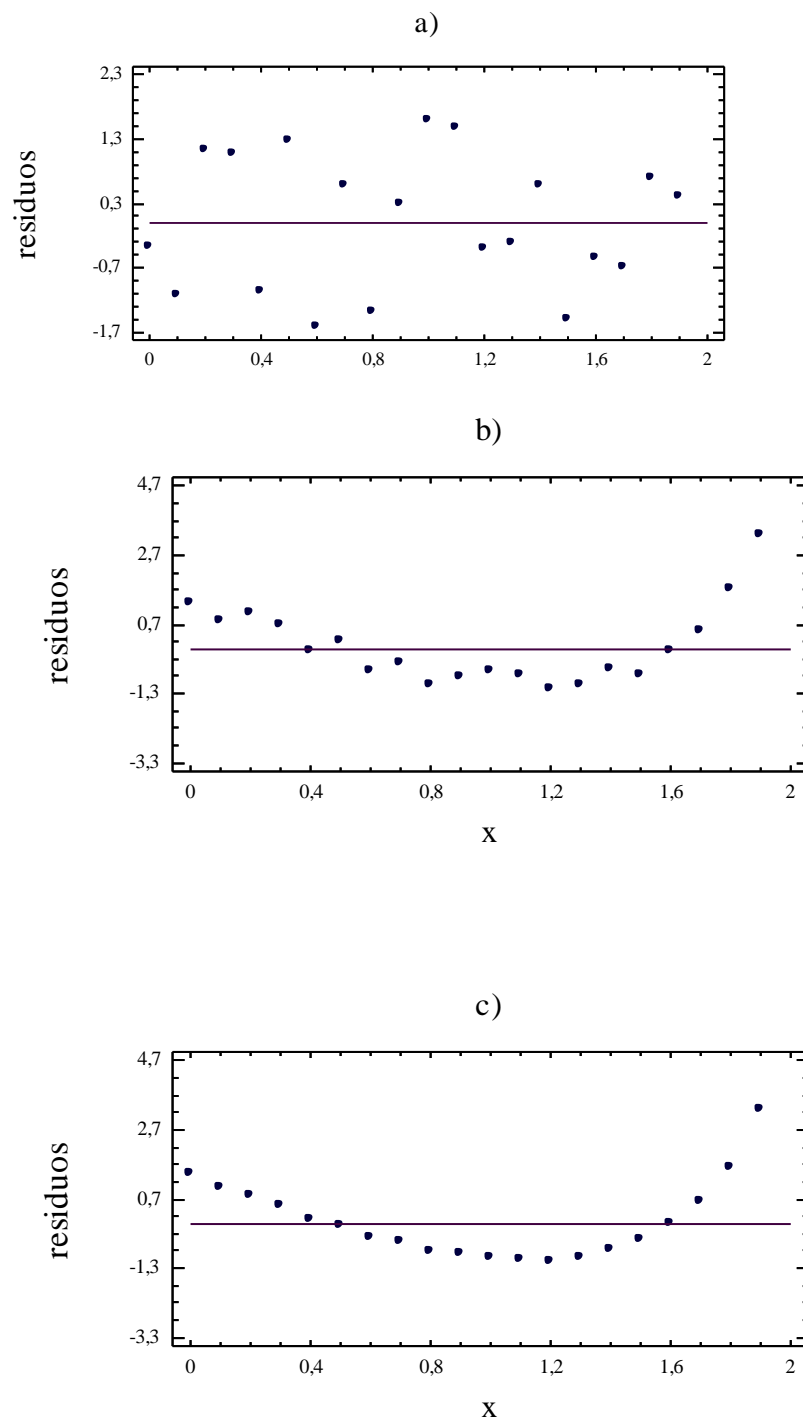 a)
2,3
1,3
0,3
-0,7
-1,7
residuos
0 0,4 0,8 1,2 1,6 2
b)
4,7
2,7
0,7
-1,3
-3,3
residuos
0 0,4 0,8 1,2 1,6 2
x
c)
4,7
2,7
0,7
-1,3
-3,3
residuos
0 0,4 0,8 1,2 1,6 2
x